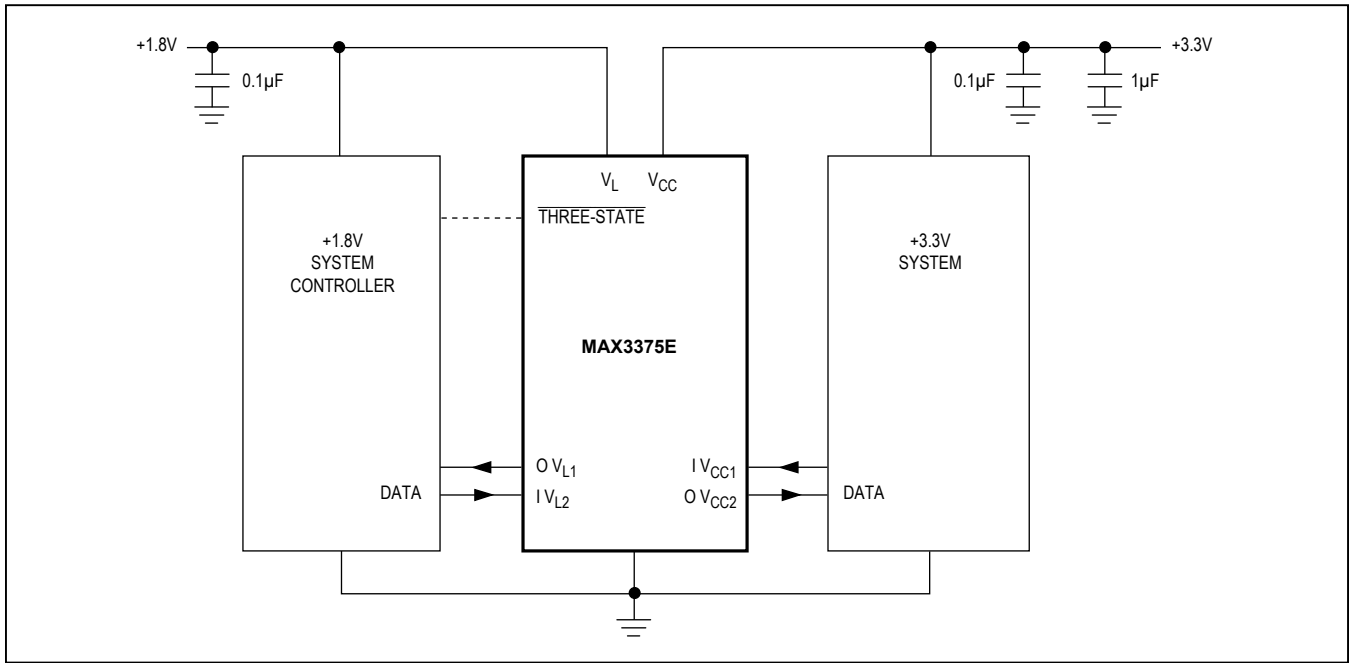 +1.8V
+3.3V
0.1µF
0.1µF
1µF
V_L
V_CC
THREE-STATE
+1.8V
SYSTEM
CONTROLLER
+3.3V
SYSTEM
MAX3375E
O V_L1
I V_CC1
DATA
I V_L2
O V_CC2
DATA